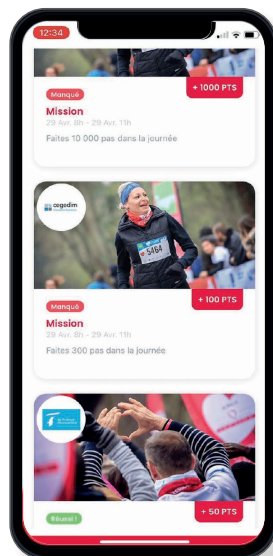 12:34
+ 1000 PTS
Manqué
Mission
29 Avr. 8h - 29 Avr. 11h
Faites 10 000 pas dans la journée
cegedim
5464
+ 100 PTS
Manqué
Mission
29 Avr. 8h - 29 Avr. 11h
Faites 300 pas dans la journée
+ 50 PTS
Réussi !